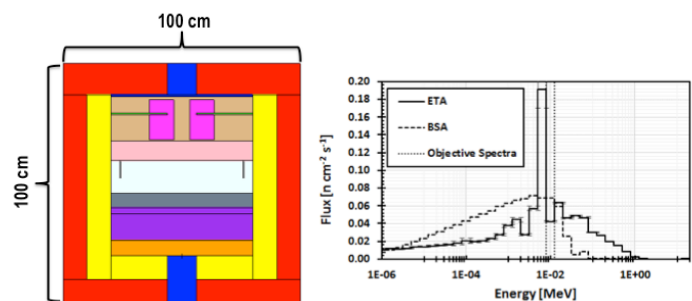 100 cm
100 cm
0.20
0.18
0.16
0.14
0.12
0.10
0.08
0.06
0.04
0.02
0.00
Flux [n cm⁻² s⁻¹]
ETA
BSA
Objective Spectra
1E-06 1E-04 1E-02 1E+00
Energy [MeV]